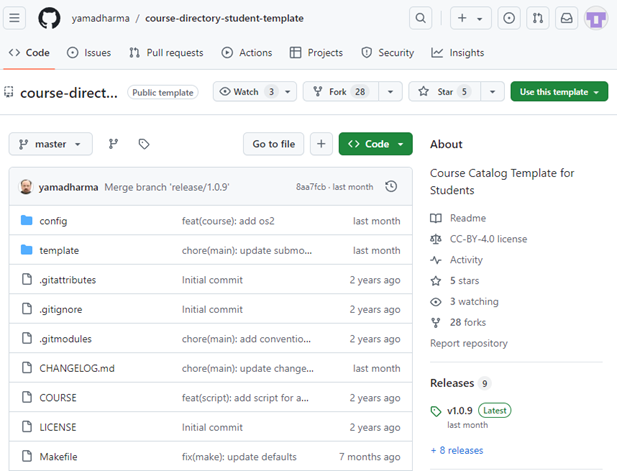 yamadharma / course-directory-student-template
Code Issues Pull requests Actions Projects Security Insights
course-direct... Public template Watch 3 Fork 28 Star 5 Use this template
master Go to file Code
About
Course Catalog Template for
Students
yamadharma Merge branch 'release/1.0.9' 8aa7fcb · last month
config feat(course): add os2 last month
template chore(main): update submo... last month
.gitattributes Initial commit 2 years ago
.gitignore Initial commit 2 years ago
.gitmodules chore(main): add conventio... 2 years ago
CHANGELOG.md chore(main): update change... last month
COURSE feat(script): add script for a... 2 years ago
LICENSE Initial commit 2 years ago
Makefile fix(make): update defaults 7 months ago
Readme
CC-BY-4.0 license
Activity
5 stars
3 watching
28 forks
Report repository
Releases 9
v1.0.9 Latest
last month
+ 8 releases